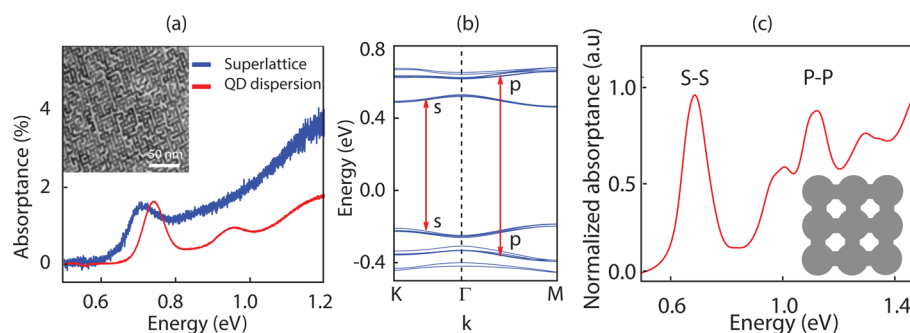 (a)
Absorptance (%)
4
2
0
50 nm
Superlattice
QD dispersion
0.6
0.8
1.0
1.2
Energy (eV)
(b)
Energy (eV)
0.8
0.4
0.0
-0.4
s
p
s
p
K
Γ
M
k
(c)
Normalized absorptance (a.u)
1.0
0.5
0.0
S-S
P-P
0.6
1.0
1.4
Energy (eV)